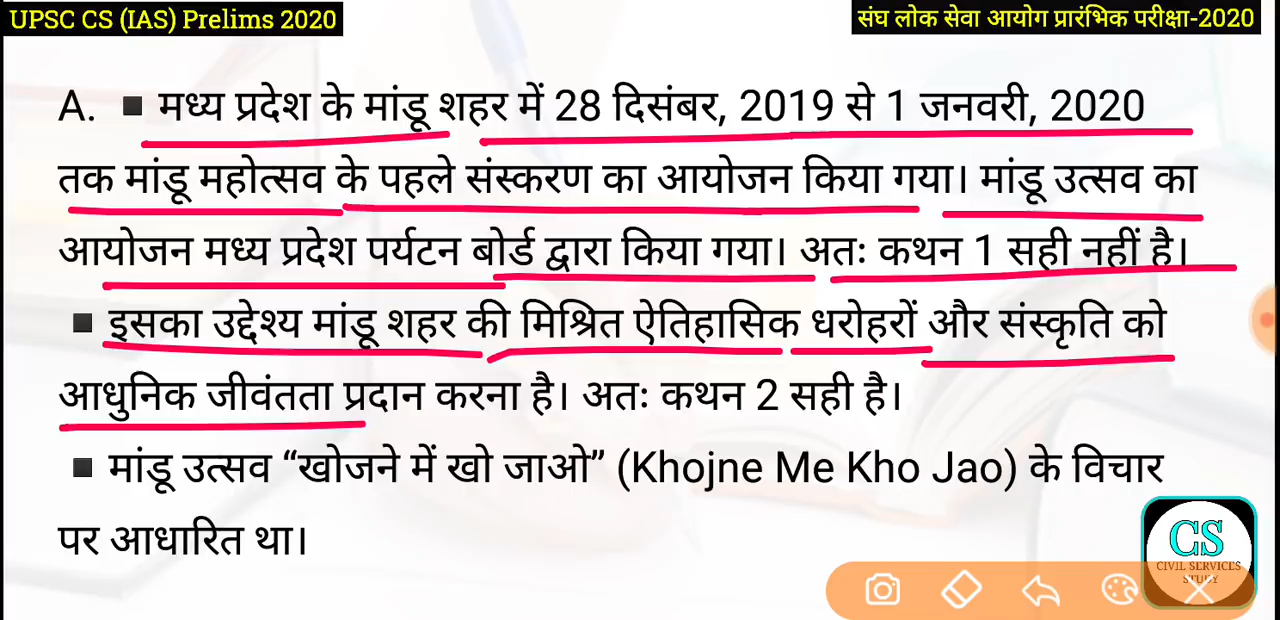 UPSC CS (IAS) Prelims 2020
संघ लोक सेवा आयोग प्रारंभिक परीक्षा-2020
A. ▪ मध्य प्रदेश के मांडू शहर में 28 दिसंबर, 2019 से 1 जनवरी, 2020
तक मांडू महोत्सव के पहले संस्करण का आयोजन किया गया। मांडू उत्सव का
आयोजन मध्य प्रदेश पर्यटन बोर्ड द्वारा किया गया। अतः कथन 1 सही नहीं है।
▪ इसका उद्देश्य मांडू शहर की मिश्रित ऐतिहासिक धरोहरों और संस्कृति को
आधुनिक जीवंतता प्रदान करना है। अतः कथन 2 सही है।
▪ मांडू उत्सव “खोजने में खो जाओ” (Khojne Me Kho Jao) के विचार
पर आधारित था।
CS
CIVIL SERVICES
STUDY